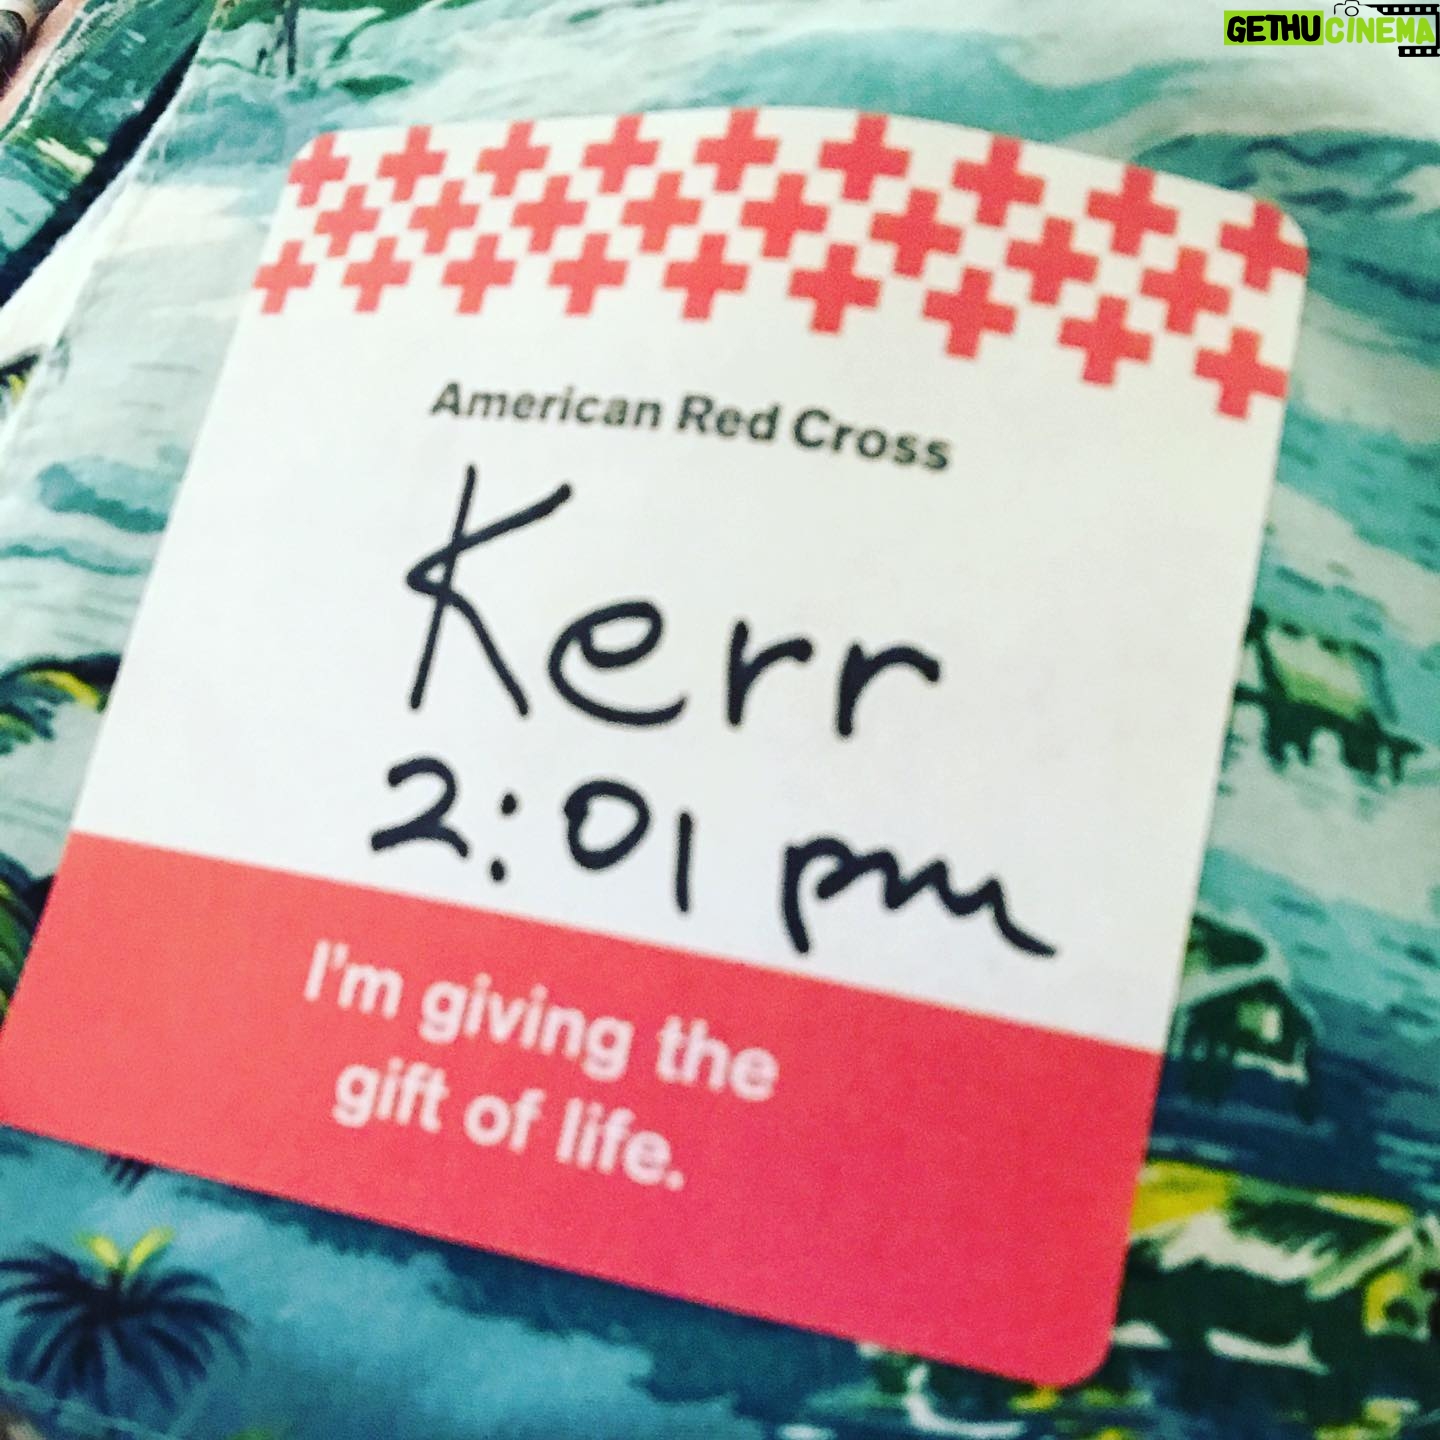 GETHU CINEMA
American Red Cross
Kerr
2:01 pm
I'm giving the
gift of life.